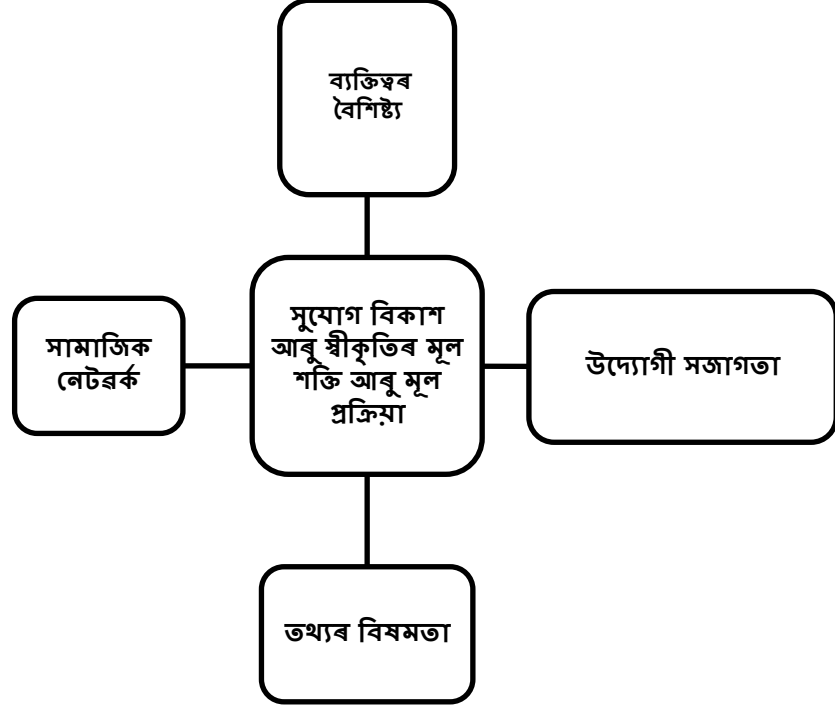 ব্যক্তিত্বৰ
বৈশিষ্ট্য
সামাজিক
নেটৱৰ্ক
সুযোগ বিকাশ
আৰু স্বীকৃতিৰ মূল
শক্তি আৰু মূল
প্ৰক্ৰিয়া
উদ্যোগী সজাগতা
তথ্যৰ বিষমতা